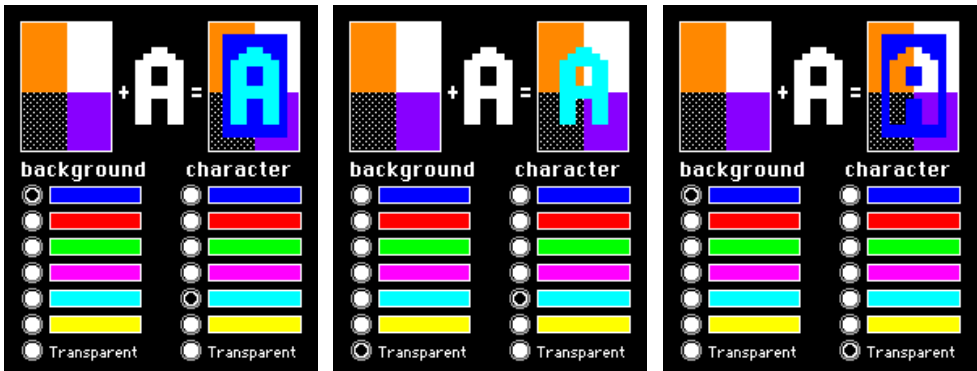 + A = A + A = A + A = A
background character background character background character
Transparent Transparent Transparent Transparent Transparent Transparent